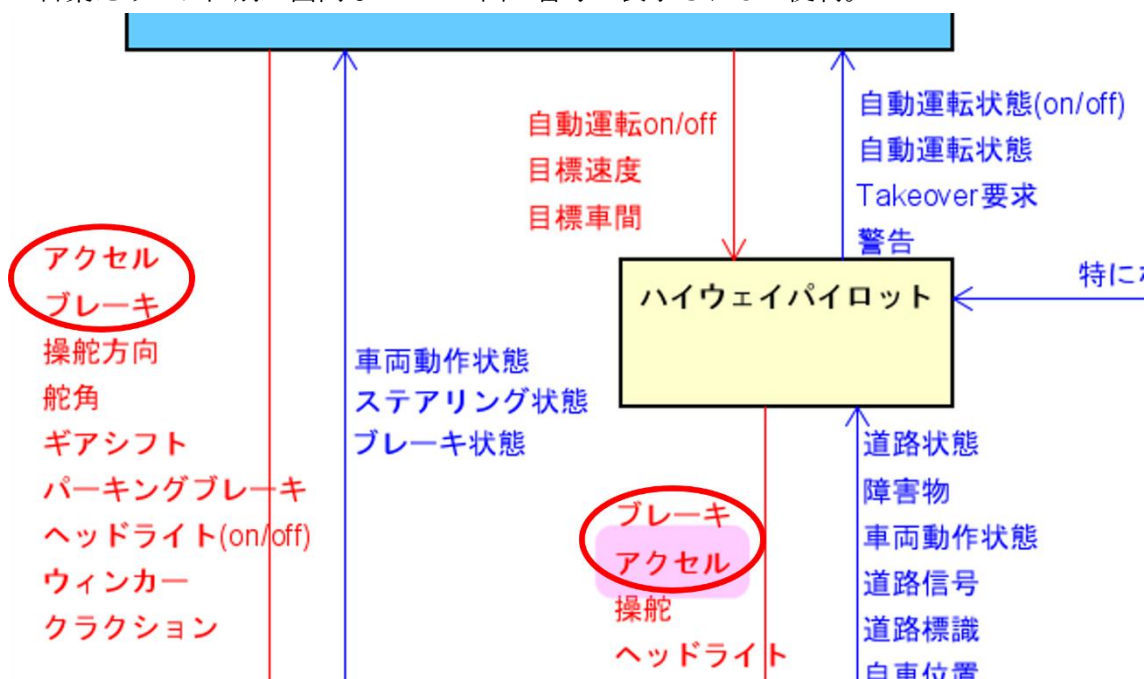 自動運転on/off
目標速度
目標車間
自動運転状態(on/off)
自動運転状態
Takeover要求
警告
アクセル
ブレーキ
操舵方向
舵角
ギアシフト
パーキングブレーキ
ヘッドライト(on/off)
ウィンカー
クラクション
車両動作状態
ステアリング状態
ブレーキ状態
ハイウェイパイロット
特に
ブレーキ
アクセル
操舵
ヘッドライト
道路状態
障害物
車両動作状態
道路信号
道路標識
自車位置